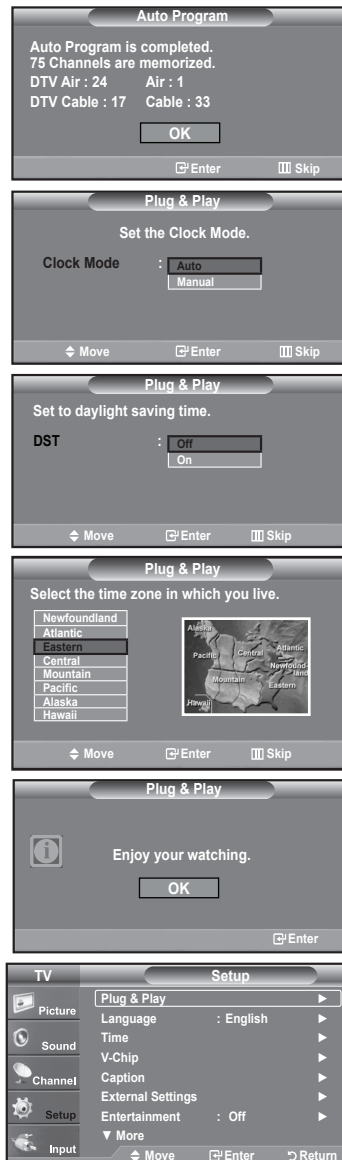 Auto Program
Auto Program is completed.
75 Channels are memorized.
DTV Air : 24 Air : 1
DTV Cable : 17 Cable : 33
OK
Enter Skip
Plug & Play
Set the Clock Mode.
Clock Mode : Auto
Manual
Move Enter Skip
Plug & Play
Set to daylight saving time.
DST : Off
On
Move Enter Skip
Plug & Play
Select the time zone in which you live.
Newfoundland
Atlantic
Eastern
Central
Mountain
Pacific
Alaska
Hawaii
Alaska
Pacific
Central
Atlantic
Newfound-
land
Mountain
Eastern
Hawaii
Move Enter Skip
Plug & Play
Enjoy your watching.
OK
Enter
TV Setup
Picture
Sound
Channel
Setup
Input
Plug & Play ►
Language : English ►
Time ►
V-Chip ►
Caption ►
External Settings ►
Entertainment : Off ►
▼ More
Move Enter Return